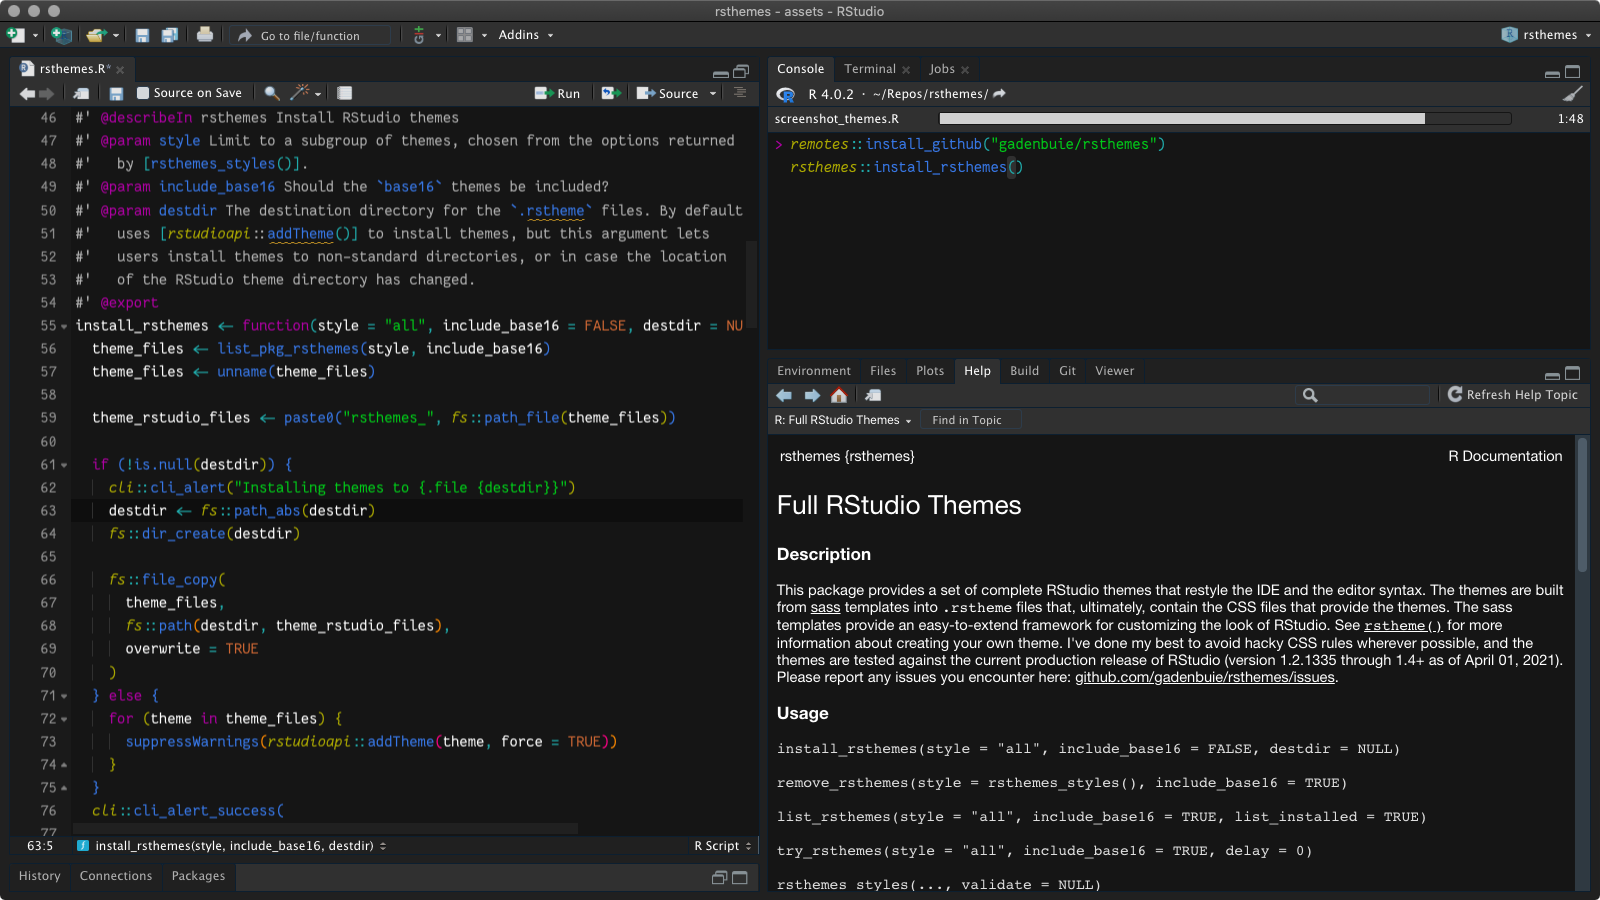 rsthemes - assets - RStudio
Go to file/function
Git
Addins
rsthemes
rsthemes.R*
Source on Save
Run
Source
46 #' @describeIn rsthemes Install RStudio themes
47 #' @param style Limit to a subgroup of themes, chosen from the options returned
48 #'   by [rsthemes_styles()].
49 #' @param include_base16 Should the `base16` themes be included?
50 #' @param destdir The destination directory for the `.rstheme` files. By default
51 #'   uses [rstudioapi::addTheme()] to install themes, but this argument lets
52 #'   users install themes to non-standard directories, or in case the location
53 #'   of the RStudio theme directory has changed.
54 #' @export
55 install_rsthemes <- function(style = "all", include_base16 = FALSE, destdir = NU
56   theme_files <- list_pkg_rsthemes(style, include_base16)
57   theme_files <- unname(theme_files)
58
59   theme_rstudio_files <- paste0("rsthemes_", fs::path_file(theme_files))
60
61   if (!is.null(destdir)) {
62     cli::cli_alert("Installing themes to {.file {destdir}}")
63     destdir <- fs::path_abs(destdir)
64     fs::dir_create(destdir)
65
66     fs::file_copy(
67       theme_files,
68       fs::path(destdir, theme_rstudio_files),
69       overwrite = TRUE
70     )
71   } else {
72     for (theme in theme_files) {
73       suppressWarnings(rstudioapi::addTheme(theme, force = TRUE))
74     }
75   }
76   cli::cli_alert_success(
77
63:5
install_rsthemes(style, include_base16, destdir)
R Script
History
Connections
Packages
Console
Terminal
Jobs
R 4.0.2 · ~/Repos/rsthemes/
screenshot_themes.R
1:48
> remotes::install_github("gadenbuie/rsthemes")
rsthemes::install_rsthemes()
Environment
Files
Plots
Help
Build
Git
Viewer
Refresh Help Topic
R: Full RStudio Themes
Find in Topic
rsthemes {rsthemes}
R Documentation
Full RStudio Themes
Description
This package provides a set of complete RStudio themes that restyle the IDE and the editor syntax. The themes are built
from sass templates into .rstheme files that, ultimately, contain the CSS files that provide the themes. The sass
templates provide an easy-to-extend framework for customizing the look of RStudio. See rstheme() for more
information about creating your own theme. I've done my best to avoid hacky CSS rules wherever possible, and the
themes are tested against the current production release of RStudio (version 1.2.1335 through 1.4+ as of April 01, 2021).
Please report any issues you encounter here: github.com/gadenbuie/rsthemes/issues.
Usage
install_rsthemes(style = "all", include_base16 = FALSE, destdir = NULL)
remove_rsthemes(style = rsthemes_styles(), include_base16 = TRUE)
list_rsthemes(style = "all", include_base16 = TRUE, list_installed = TRUE)
try_rsthemes(style = "all", include_base16 = TRUE, delay = 0)
rsthemes_styles(..., validate = NULL)